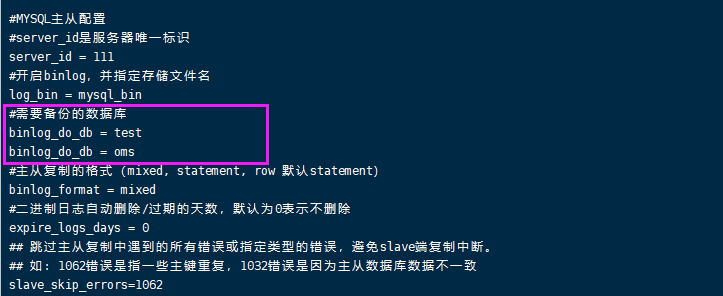 #MYSQL主从配置
#server_id是服务器唯一标识
server_id = 111
#开启binlog，并指定存储文件名
log_bin = mysql_bin
#需要备份的数据库
binlog_do_db = test
binlog_do_db = oms
#主从复制的格式（mixed, statement, row 默认statement）
binlog_format = mixed
#二进制日志自动删除/过期的天数，默认为0表示不删除
expire_logs_days = 0
## 跳过主从复制中遇到的所有错误或指定类型的错误，避免slave端复制中断。
## 如：1062错误是指一些主键重复，1032错误是因为主从数据库数据不一致
slave_skip_errors=1062